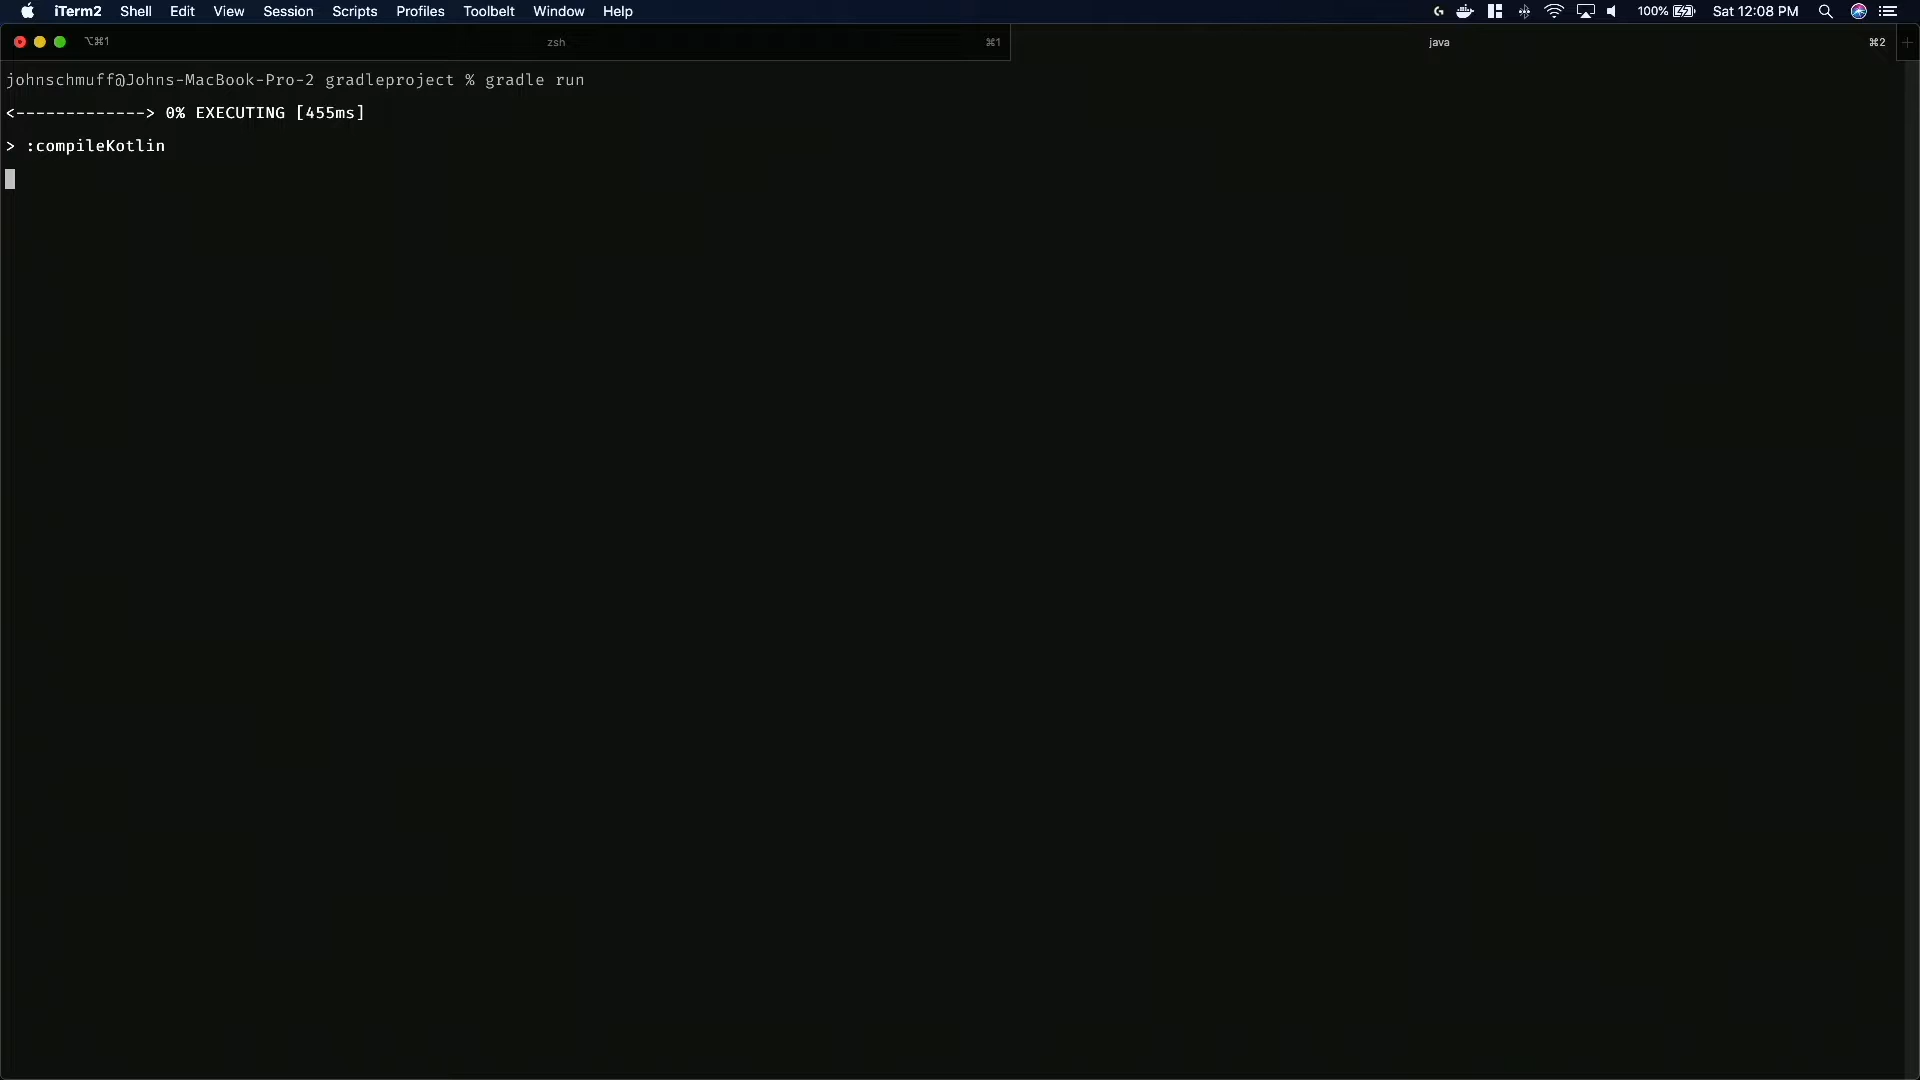 iTerm2 Shell Edit View Session Scripts Profiles Toolbelt Window Help 100% Sat 12:08 PM
⌥⌘1 zsh ⌘1 java ⌘2
johnschmuff@Johns-MacBook-Pro-2 gradleproject % gradle run
<-------------> 0% EXECUTING [455ms]
> :compileKotlin